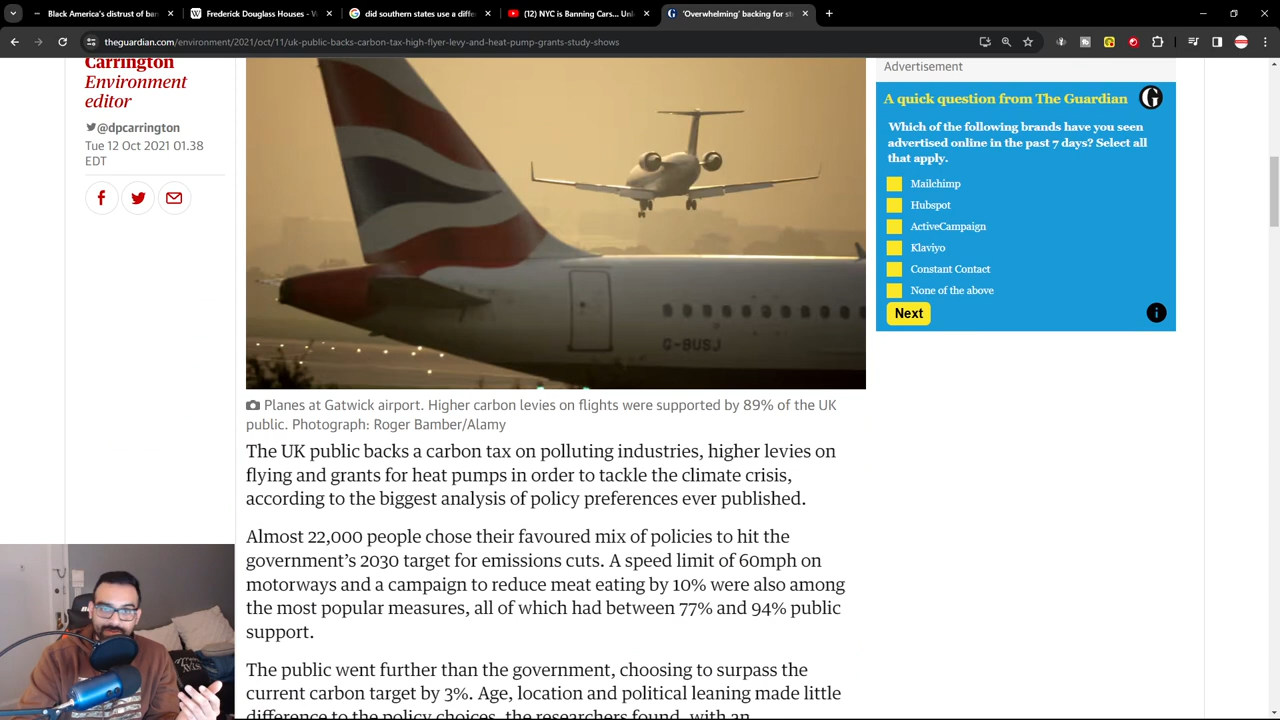 Black America's distrust of ban
Frederick Douglass Houses - W
did southern states use a diffe
(12) NYC is Banning Cars... Unl
'Overwhelming' backing for st
theguardian.com/environment/2021/oct/11/uk-public-backs-carbon-tax-high-flyer-levy-and-heat-pump-grants-study-shows
Carrington
Environment
editor
@dpcarrington
Tue 12 Oct 2021 01.38
EDT
G-BUSJ
Planes at Gatwick airport. Higher carbon levies on flights were supported by 89% of the UK
public. Photograph: Roger Bamber/Alamy
The UK public backs a carbon tax on polluting industries, higher levies on
flying and grants for heat pumps in order to tackle the climate crisis,
according to the biggest analysis of policy preferences ever published.
Almost 22,000 people chose their favoured mix of policies to hit the
government's 2030 target for emissions cuts. A speed limit of 60mph on
motorways and a campaign to reduce meat eating by 10% were also among
the most popular measures, all of which had between 77% and 94% public
support.
The public went further than the government, choosing to surpass the
current carbon target by 3%. Age, location and political leaning made little
difference to the policy choices, the researchers found, with an
Advertisement
A quick question from The Guardian
G
Which of the following brands have you seen
advertised online in the past 7 days? Select all
that apply.
Mailchimp
Hubspot
ActiveCampaign
Klaviyo
Constant Contact
None of the above
Next